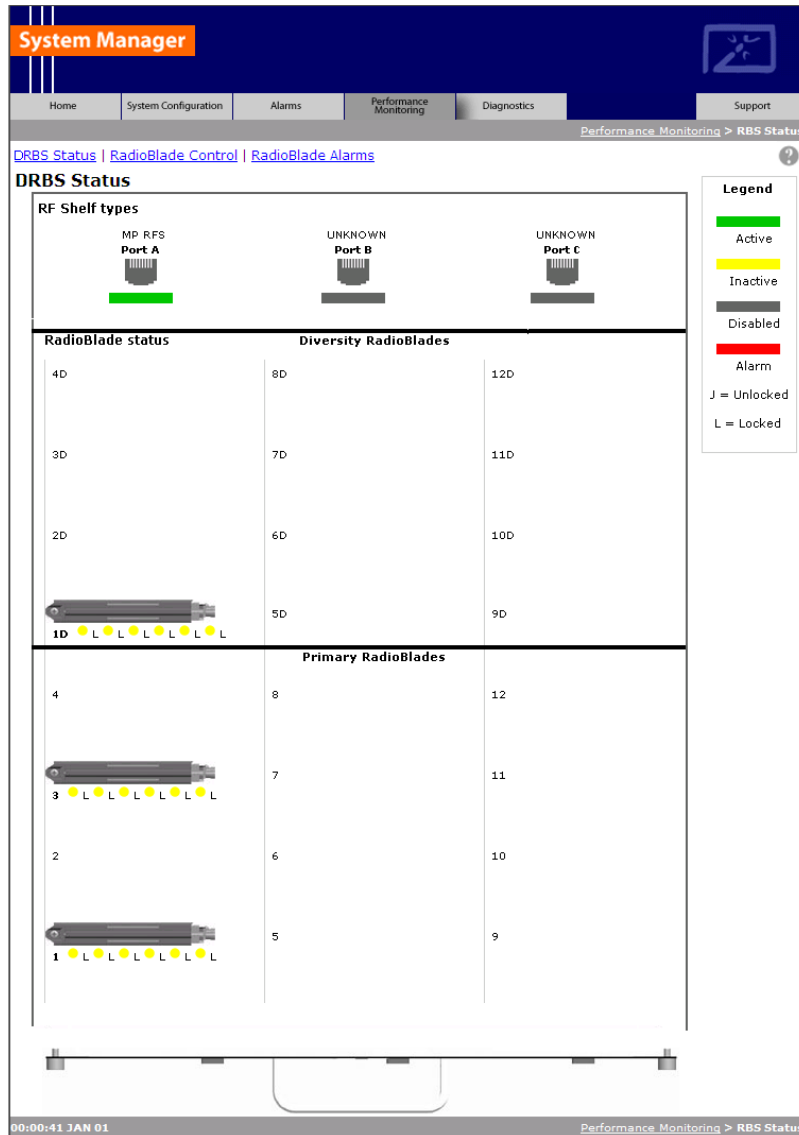 System Manager
Home System Configuration Alarms Performance Monitoring Diagnostics Support
Performance Monitoring > RBS Status
DRBS Status | RadioBlade Control | RadioBlade Alarms ?
DRBS Status
Legend
Active
Inactive
Disabled
Alarm
J = Unlocked
L = Locked
RF Shelf types
MP RFS UNKNOWN UNKNOWN
Port A Port B Port C
RadioBlade status Diversity RadioBlades
4D 8D 12D
3D 7D 11D
2D 6D 10D
5D 9D
1D L L L L L L
Primary RadioBlades
4 8 12
7 11
3 L L L L L L
2 6 10
5 9
1 L L L L L L
00:00:41 JAN 01 Performance Monitoring > RBS Status